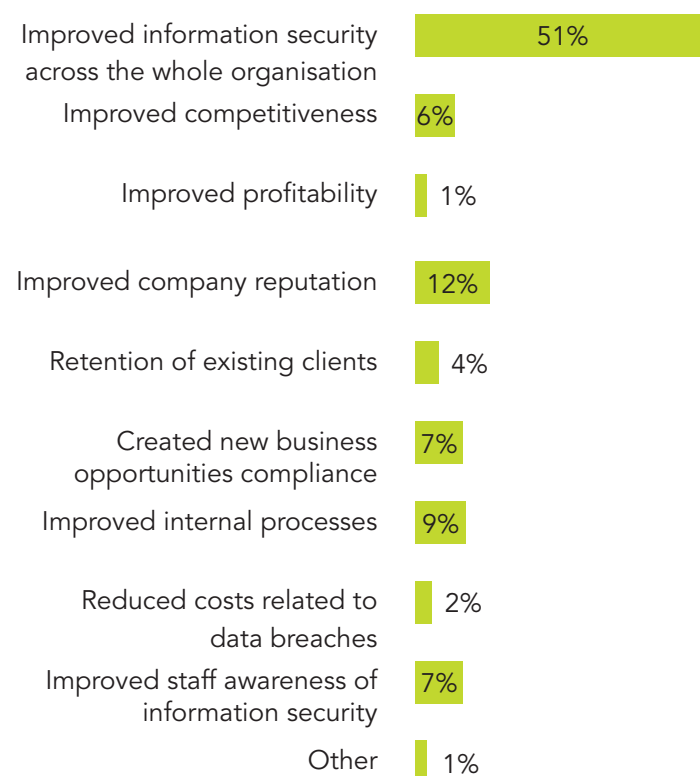 Improved information security
across the whole organisation
51%
Improved competitiveness
6%
Improved profitability
1%
Improved company reputation
12%
Retention of existing clients
4%
Created new business
opportunities compliance
7%
Improved internal processes
9%
Reduced costs related to
data breaches
2%
Improved staff awareness of
information security
7%
Other
1%